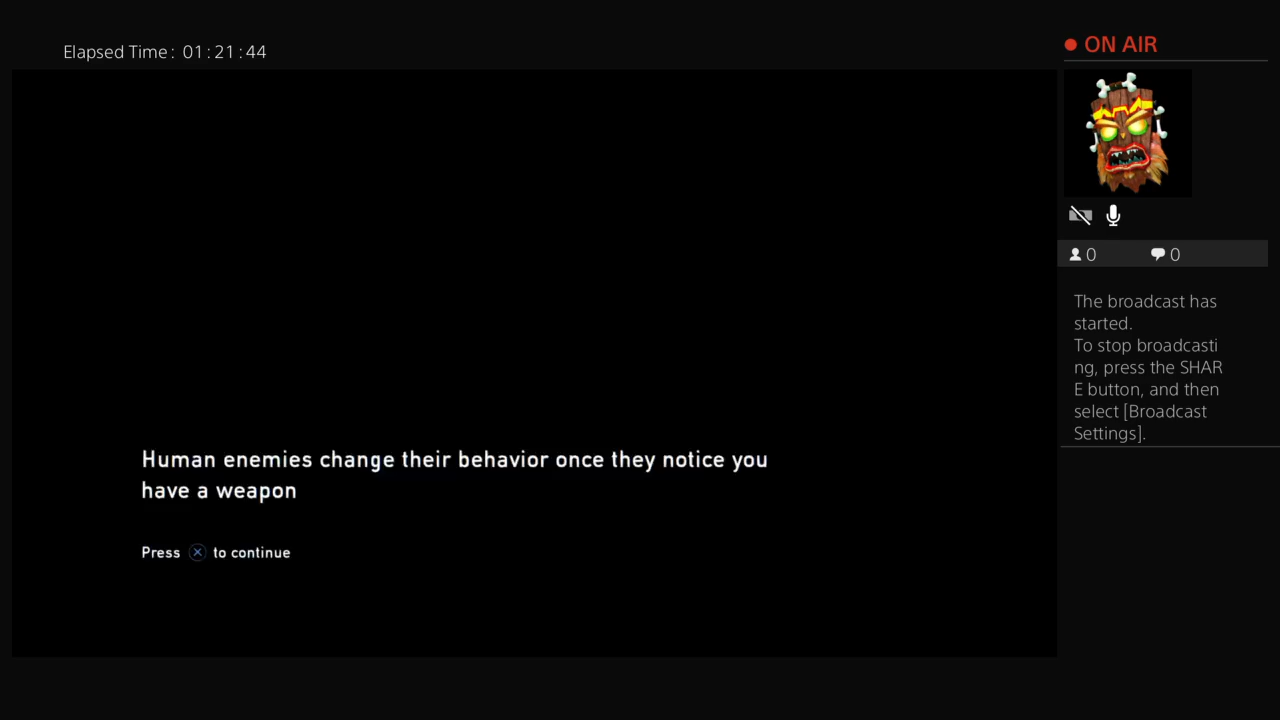 Elapsed Time: 01:21:44
ON AIR
0 0
The broadcast has
started.
To stop broadcasti
ng, press the SHAR
E button, and then
select [Broadcast
Settings].
Human enemies change their behavior once they notice you
have a weapon
Press ⓧ to continue